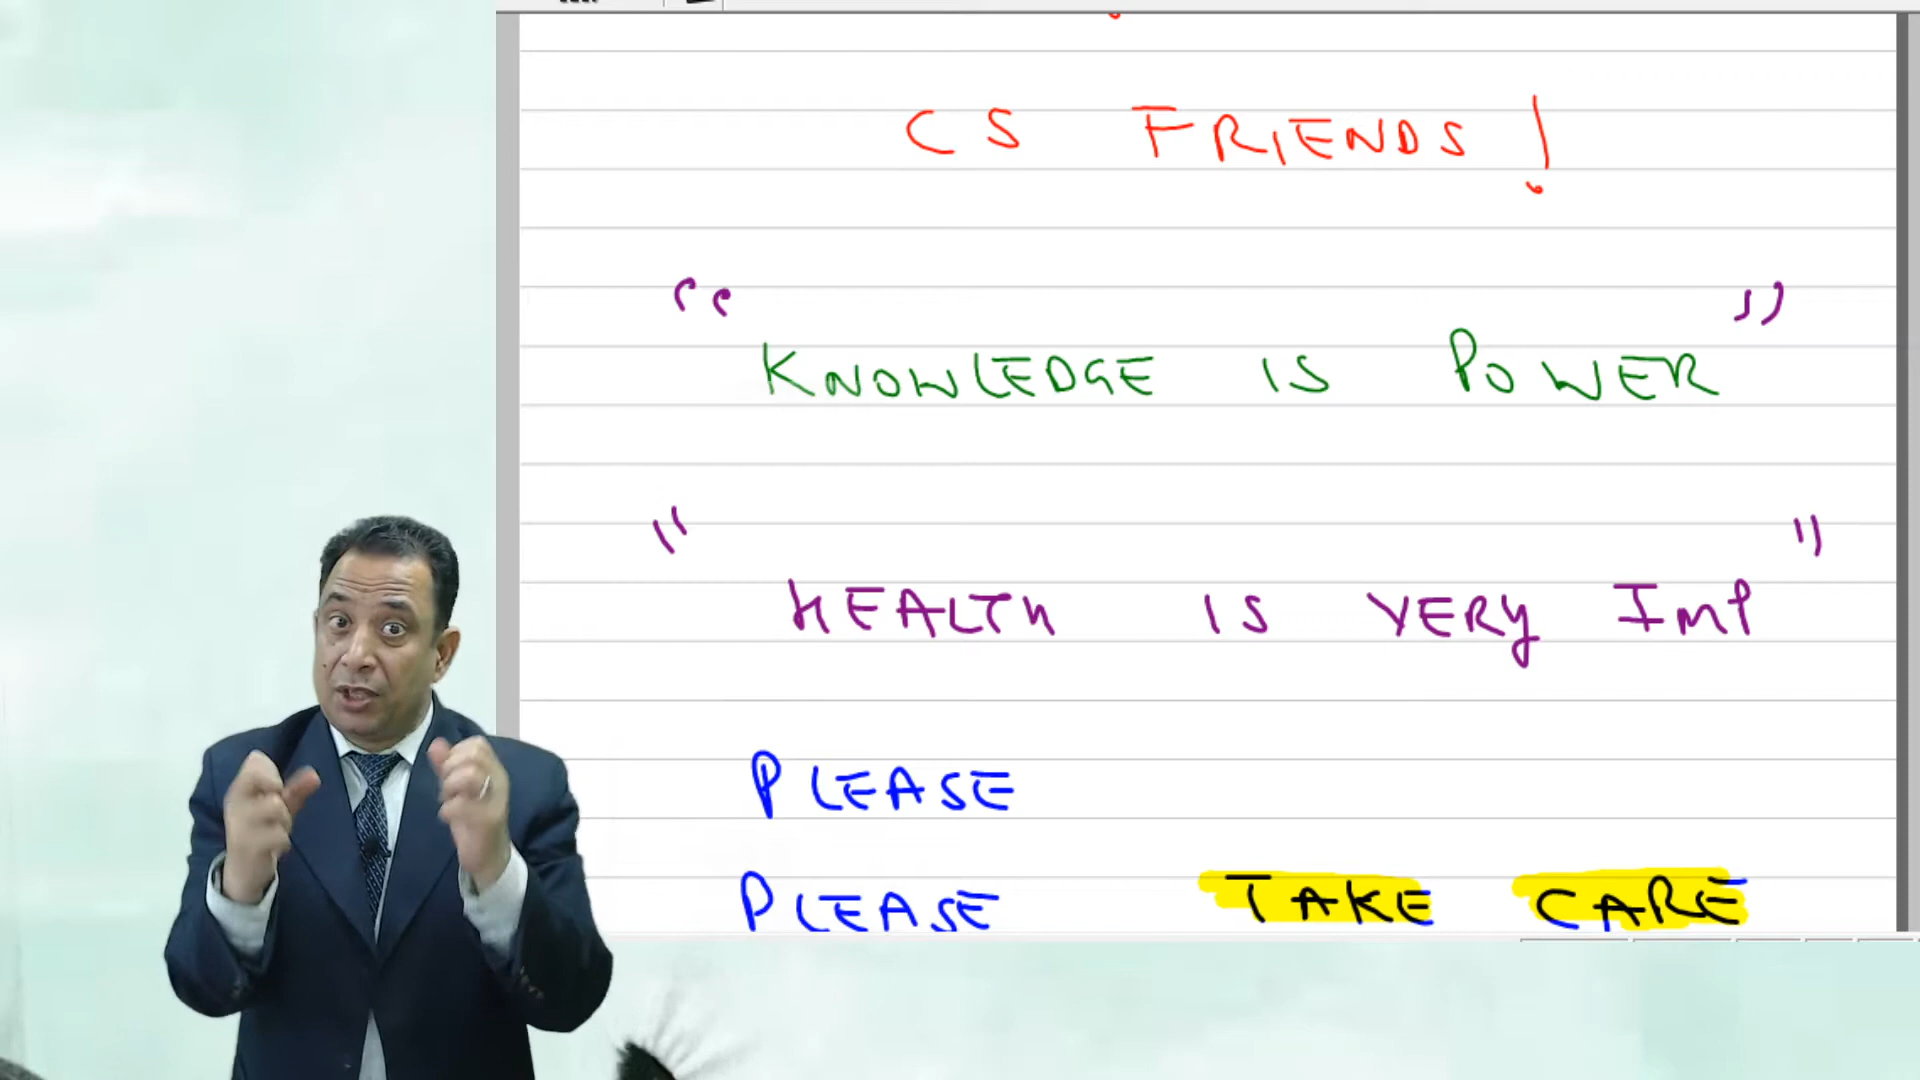 CS FRIENDS!
“KNOWLEDGE IS POWER”
"HEALTH IS VERY IMP"
PLEASE
PLEASE TAKE CARE